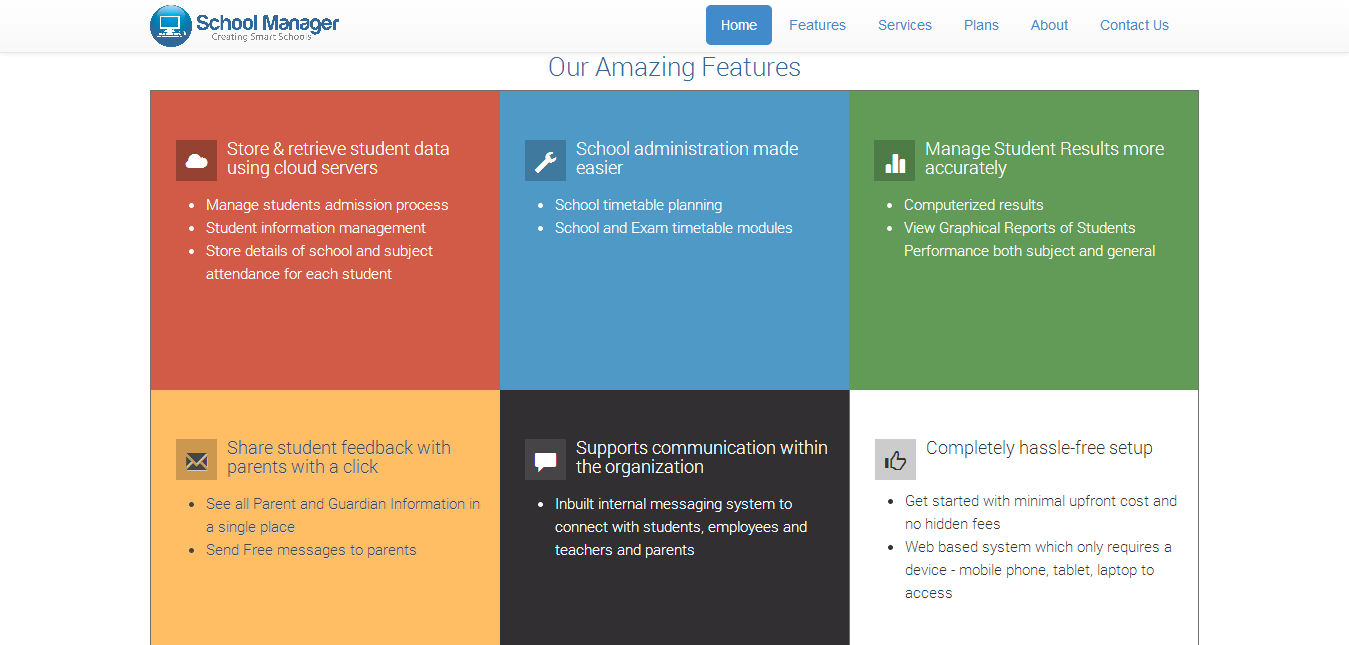 School Manager
Creating Smart Schools
Home Features Services Plans About Contact Us
Our Amazing Features
Store & retrieve student data
using cloud servers
Manage students admission process
Student information management
Store details of school and subject
attendance for each student
School administration made
easier
School timetable planning
School and Exam timetable modules
Manage Student Results more
accurately
Computerized results
View Graphical Reports of Students
Performance both subject and general
Share student feedback with
parents with a click
See all Parent and Guardian Information in
a single place
Send Free messages to parents
Supports communication within
the organization
Inbuilt internal messaging system to
connect with students, employees and
teachers and parents
Completely hassle-free setup
Get started with minimal upfront cost and
no hidden fees
Web based system which only requires a
device - mobile phone, tablet, laptop to
access